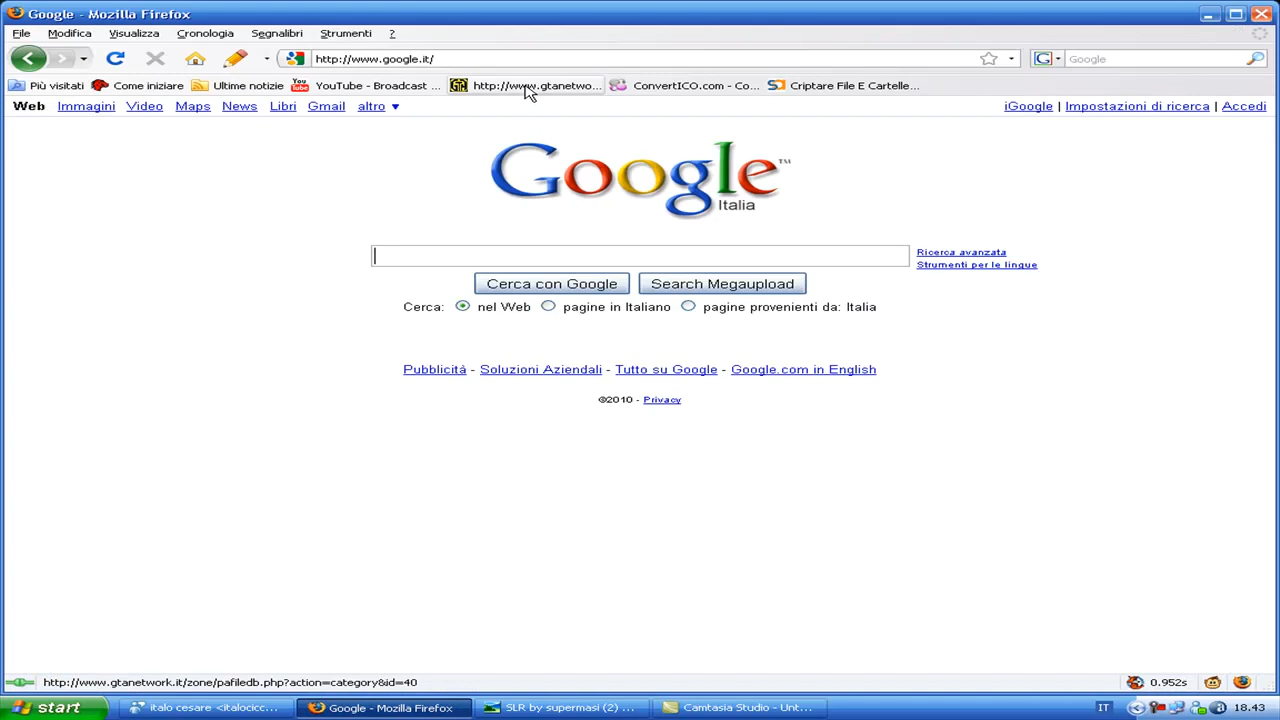 Google - Mozilla Firefox
File Modifica Visualizza Cronologia Segnalibri Strumenti ?
http://www.google.it/ Google
Più visitati Come iniziare Ultime notizie YouTube - Broadcast ... http://www.gtanetwo... ConvertICO.com - Co... Criptare File E Cartelle...
Web Immagini Video Maps News Libri Gmail altro ▼ iGoogle | Impostazioni di ricerca | Accedi
Google™
Italia
Ricerca avanzata
Strumenti per le lingue
Cerca con Google Search Megaupload
Cerca: nel Web pagine in Italiano pagine provenienti da: Italia
Pubblicità - Soluzioni Aziendali - Tutto su Google - Google.com in English
©2010 - Privacy
http://www.gtanetwork.it/zone/pafiledb.php?action=category&id=40 0.952s
start italo cesare <italocicc... Google - Mozilla Firefox SLR by supermasi (2) ... Camtasia Studio - Unt... IT 18.43